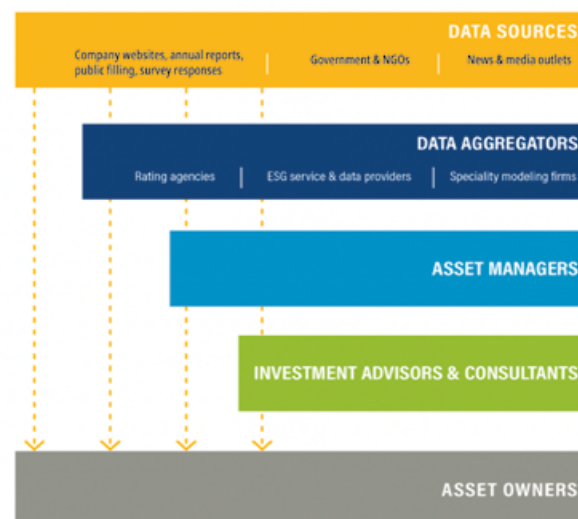 DATA SOURCES
Company websites, annual reports,
public filling, survey responses
Government & NGOs
News & media outlets
DATA AGGREGATORS
Rating agencies
ESG service & data providers
Speciality modeling firms
ASSET MANAGERS
INVESTMENT ADVISORS & CONSULTANTS
ASSET OWNERS